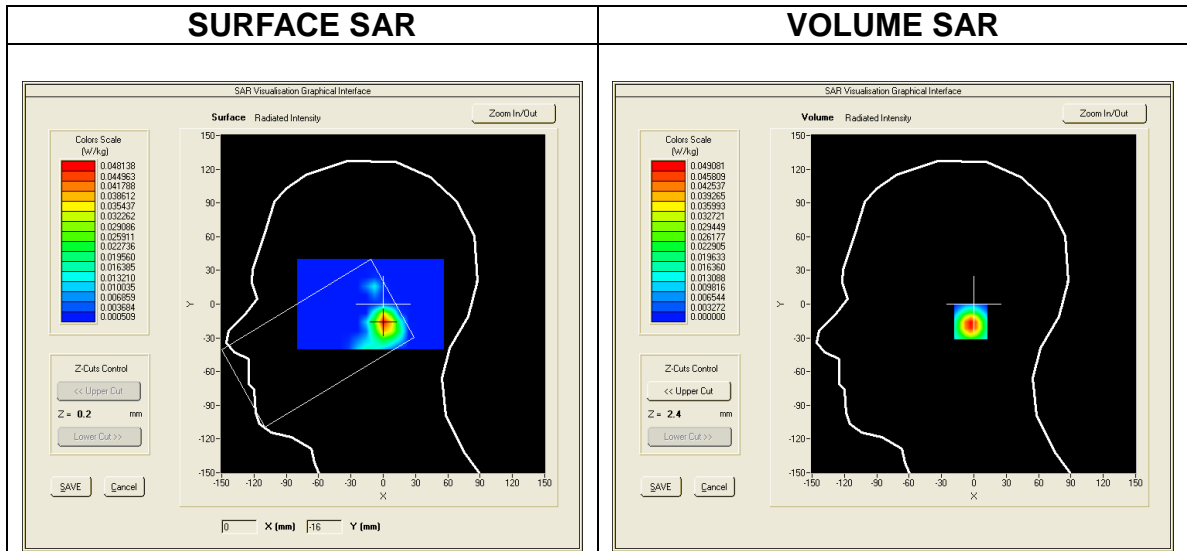 SURFACE SAR
VOLUME SAR
SAR Visualisation Graphical Interface
Surface Radiated Intensity
Zoom In/Out
Colors Scale
(W/kg)
0.048138
0.044963
0.041788
0.038612
0.035437
0.032262
0.029086
0.025911
0.022736
0.019560
0.016385
0.013210
0.010035
0.006859
0.003684
0.000509
Z-Cuts Control
<< Upper Cut
Z = 0.2 mm
Lower Cut >>
SAVE
Cancel
150
120
90
60
30
0
-30
-60
-90
-120
-150
Y
-150 -120 -90 -60 -30 0 30 60 90 120 150
X
0 X (mm) -16 Y (mm)
SAR Visualisation Graphical Interface
Volume Radiated Intensity
Zoom In/Out
Colors Scale
(W/kg)
0.049081
0.045809
0.042537
0.039265
0.035993
0.032721
0.029449
0.026177
0.022905
0.019633
0.016360
0.013088
0.009816
0.006544
0.003272
0.000000
Z-Cuts Control
<< Upper Cut
Z = 2.4 mm
Lower Cut >>
SAVE
Cancel
150
120
90
60
30
0
-30
-60
-90
-120
-150
Y
-150 -120 -90 -60 -30 0 30 60 90 120 150
X